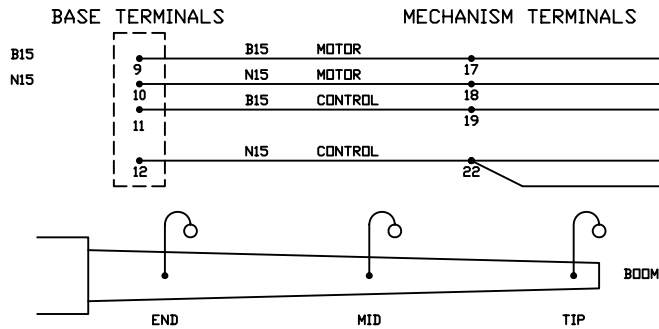 BASE TERMINALS MECHANISM TERMINALS
B15 B15 MOTOR
9 17
N15 N15 MOTOR
10 18
B15 CONTROL
11 19
N15 CONTROL
12 22
BOOM
END MID TIP